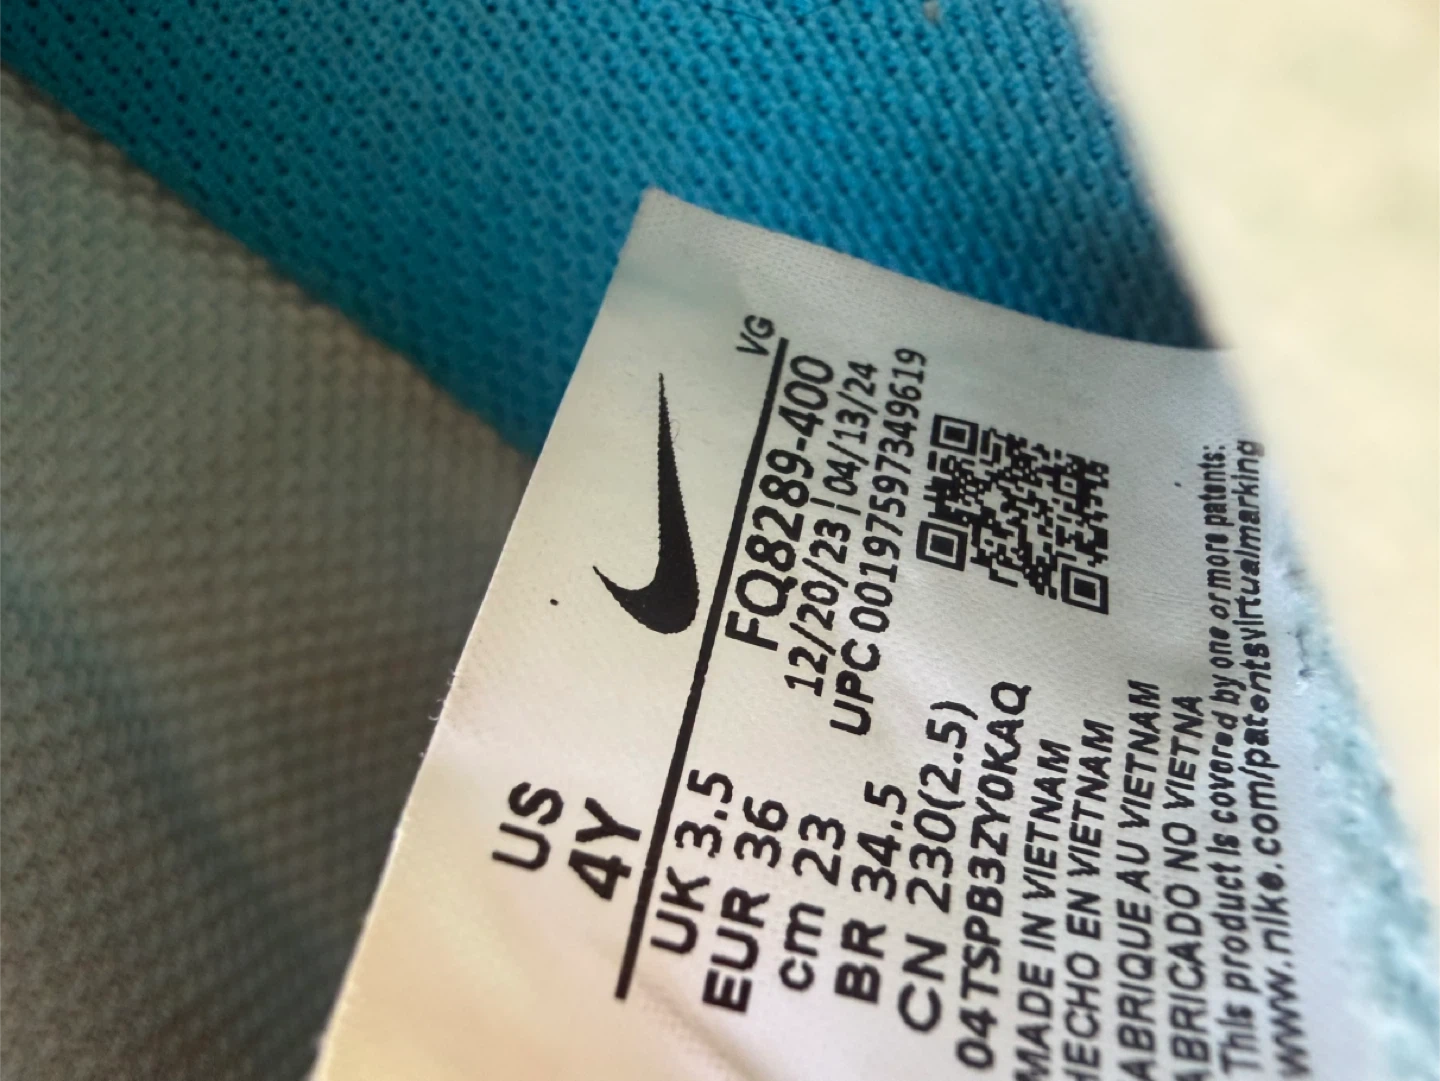 VG
US
4Y
FQ8289-400
12/20/23 | 04/13/24
UPC 00197597349619
UK 3.5
EUR 36
cm 23
BR 34.5
CN 230(2.5)
04TSPB3ZY0KAQ
MADE IN VIETNAM
HECHO EN VIETNAM
FABRIQUE AU VIETNAM
FABRICADO NO VIETNA
This product is covered by one or more patents:
www.nike.com/patentsvirtualmarking